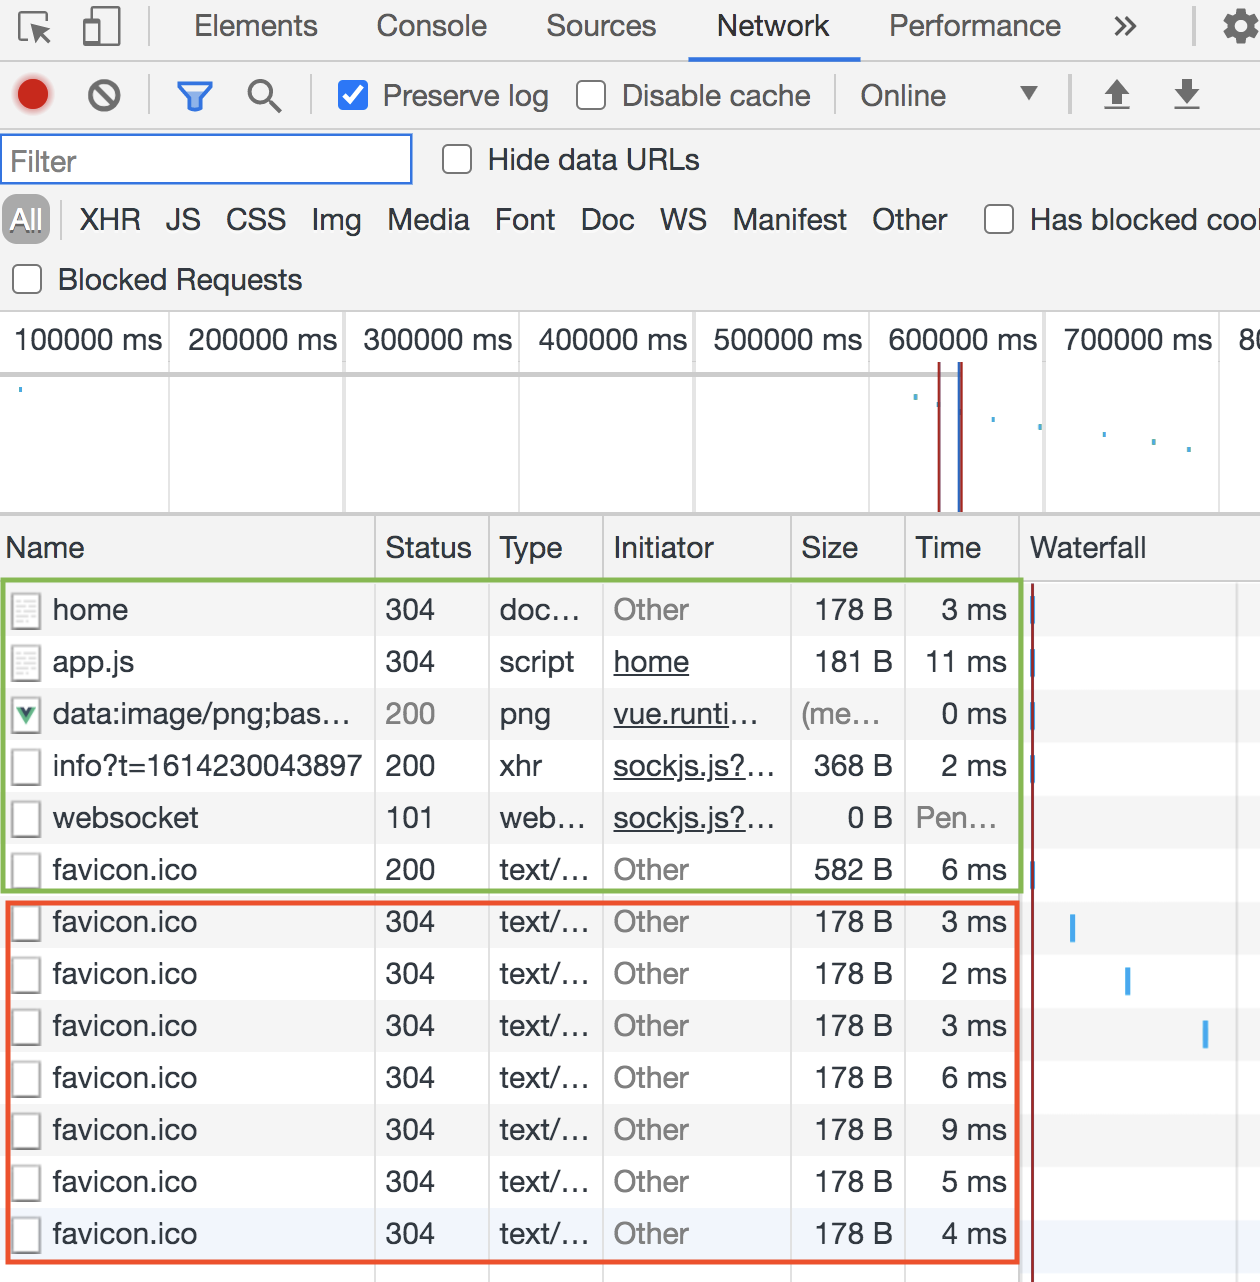 Elements Console Sources Network Performance »
Preserve log Disable cache Online
Filter Hide data URLs
All XHR JS CSS Img Media Font Doc WS Manifest Other Has blocked cool
Blocked Requests
100000 ms 200000 ms 300000 ms 400000 ms 500000 ms 600000 ms 700000 ms 80
Name Status Type Initiator Size Time Waterfall
home 304 doc... Other 178 B 3 ms
app.js 304 script home 181 B 11 ms
data:image/png;bas... 200 png vue.runti... (me... 0 ms
info?t=1614230043897 200 xhr sockjs.js?... 368 B 2 ms
websocket 101 web... sockjs.js?... 0 B Pen...
favicon.ico 200 text/... Other 582 B 6 ms
favicon.ico 304 text/... Other 178 B 3 ms
favicon.ico 304 text/... Other 178 B 2 ms
favicon.ico 304 text/... Other 178 B 3 ms
favicon.ico 304 text/... Other 178 B 6 ms
favicon.ico 304 text/... Other 178 B 9 ms
favicon.ico 304 text/... Other 178 B 5 ms
favicon.ico 304 text/... Other 178 B 4 ms